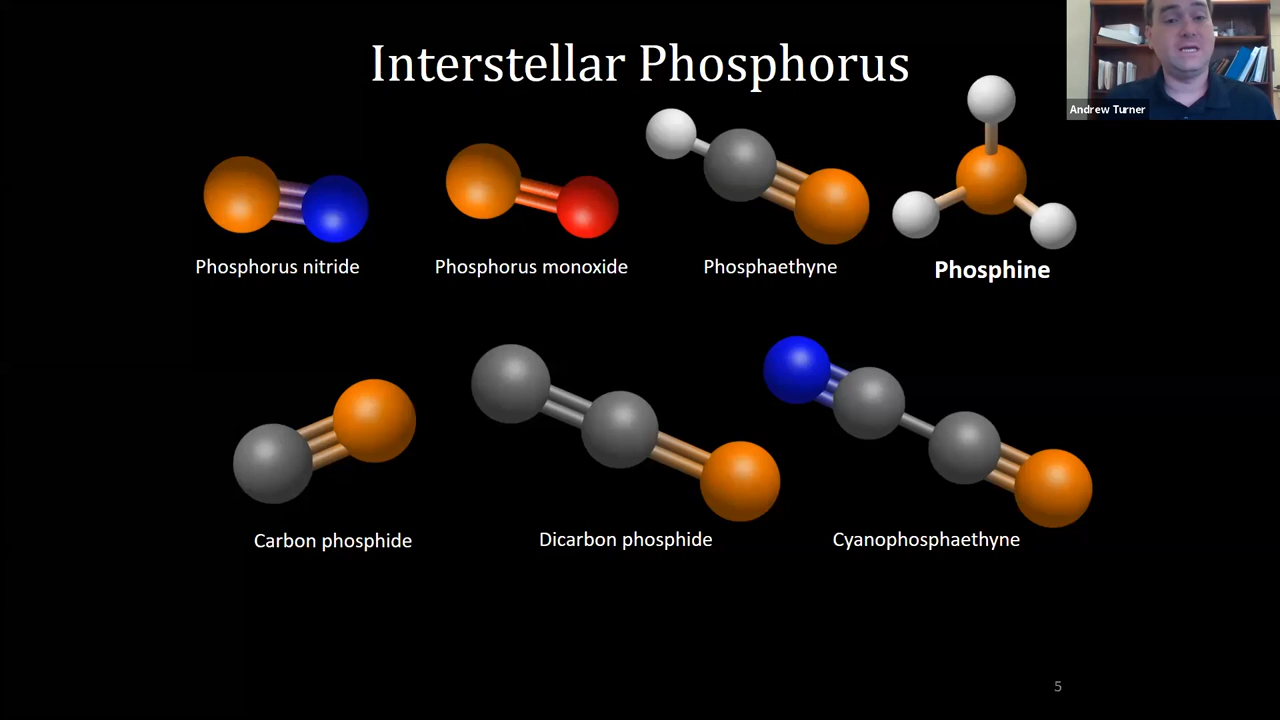 Interstellar Phosphorus
Andrew Turner
Phosphorus nitride
Phosphorus monoxide
Phosphaethyne
Phosphine
Carbon phosphide
Dicarbon phosphide
Cyanophosphaethyne
5